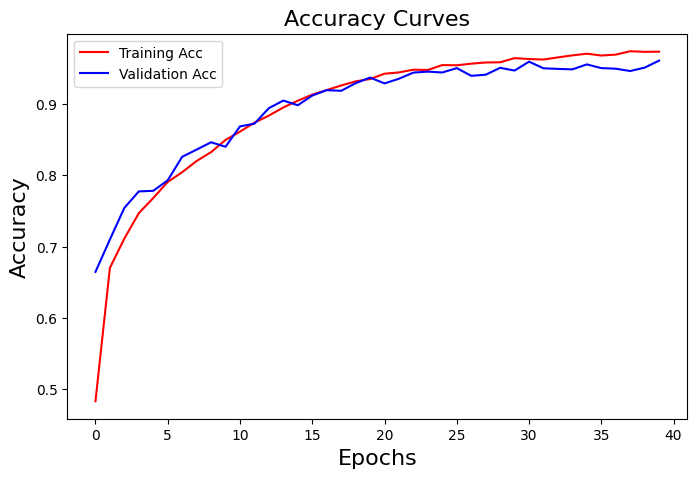 Accuracy Curves
Training Acc
Validation Acc
Accuracy
0.9
0.8
0.7
0.6
0.5
0 5 10 15 20 25 30 35 40
Epochs